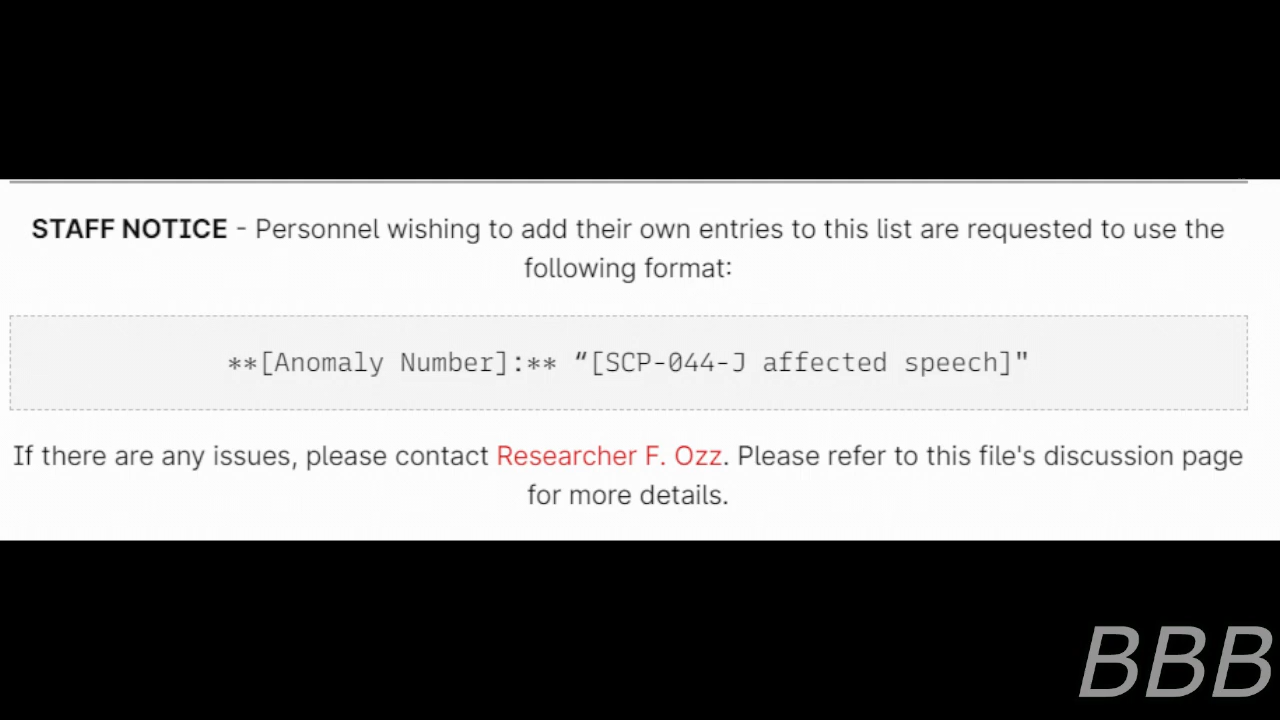 STAFF NOTICE - Personnel wishing to add their own entries to this list are requested to use the
following format:
**[Anomaly Number]:** “[SCP-044-J affected speech]"
If there are any issues, please contact Researcher F. Ozz. Please refer to this file's discussion page
for more details.
BBB